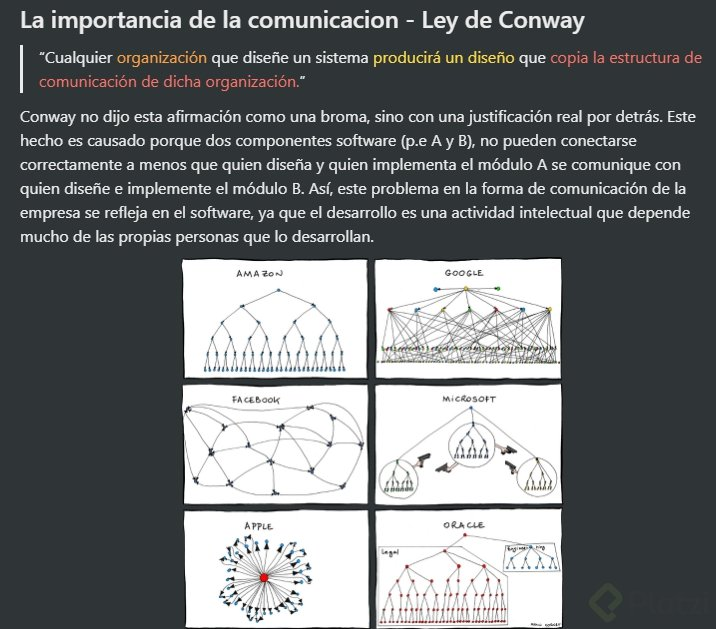 La importancia de la comunicacion - Ley de Conway
“Cualquier organización que diseñe un sistema producirá un diseño que copia la estructura de
comunicación de dicha organización.“
Conway no dijo esta afirmación como una broma, sino con una justificación real por detrás. Este
hecho es causado porque dos componentes software (p.e A y B), no pueden conectarse
correctamente a menos que quien diseña y quien implementa el módulo A se comunique con
quien diseñe e implemente el módulo B. Así, este problema en la forma de comunicación de la
empresa se refleja en el software, ya que el desarrollo es una actividad intelectual que depende
mucho de las propias personas que lo desarrollan.
AMAZON
GOOGLE
FACEBOOK
MICROSOFT
APPLE
ORACLE
Legal
Engineering
Platzi